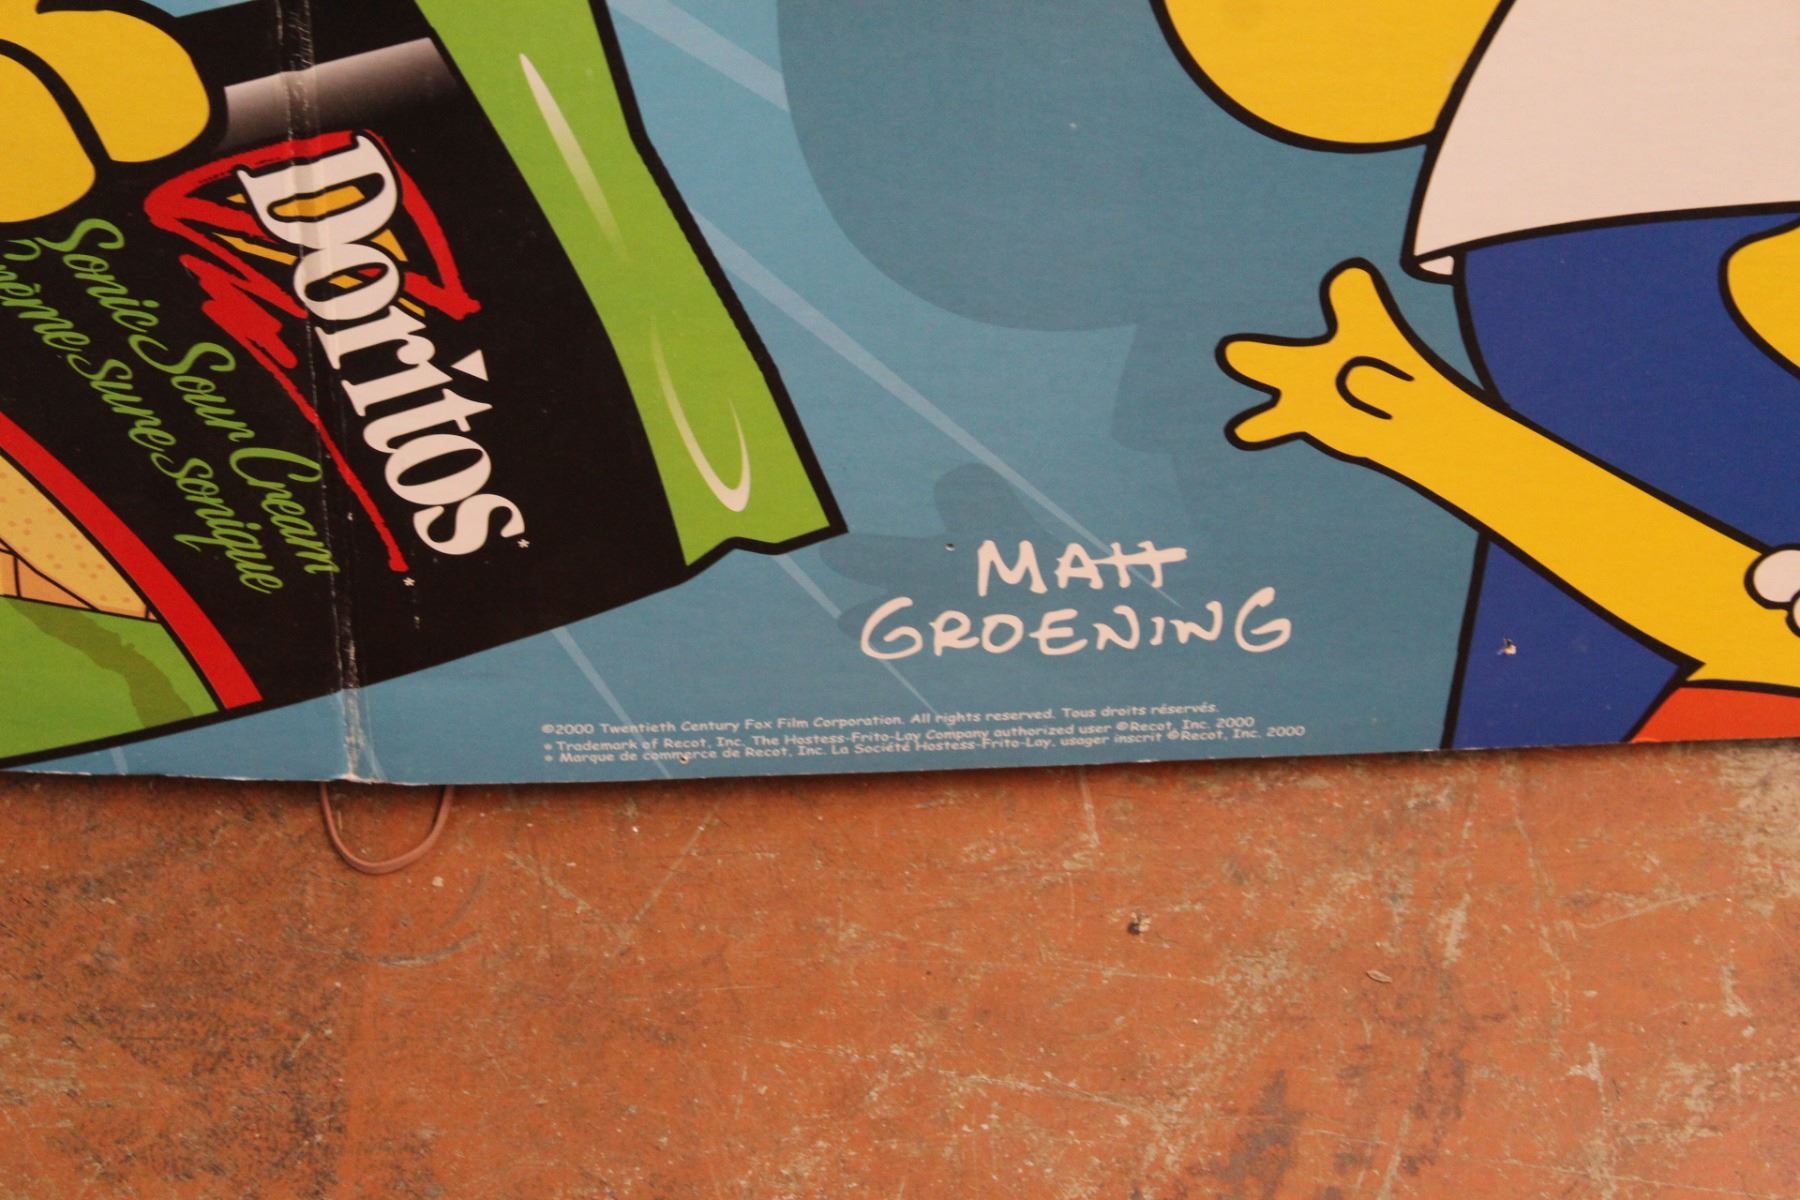 Doritos*
*
Sonic Sour Cream
Crème sure sonique
MATT
GROENING
©2000 Twentieth Century Fox Film Corporation. All rights reserved. Tous droits réservés.
* Trademark of Recot, Inc. The Hostess-Frito-Lay Company authorized user ©Recot, Inc. 2000
* Marque de commerce de Recot, Inc. La Société Hostess-Frito-Lay, usager inscrit ©Recot, Inc. 2000